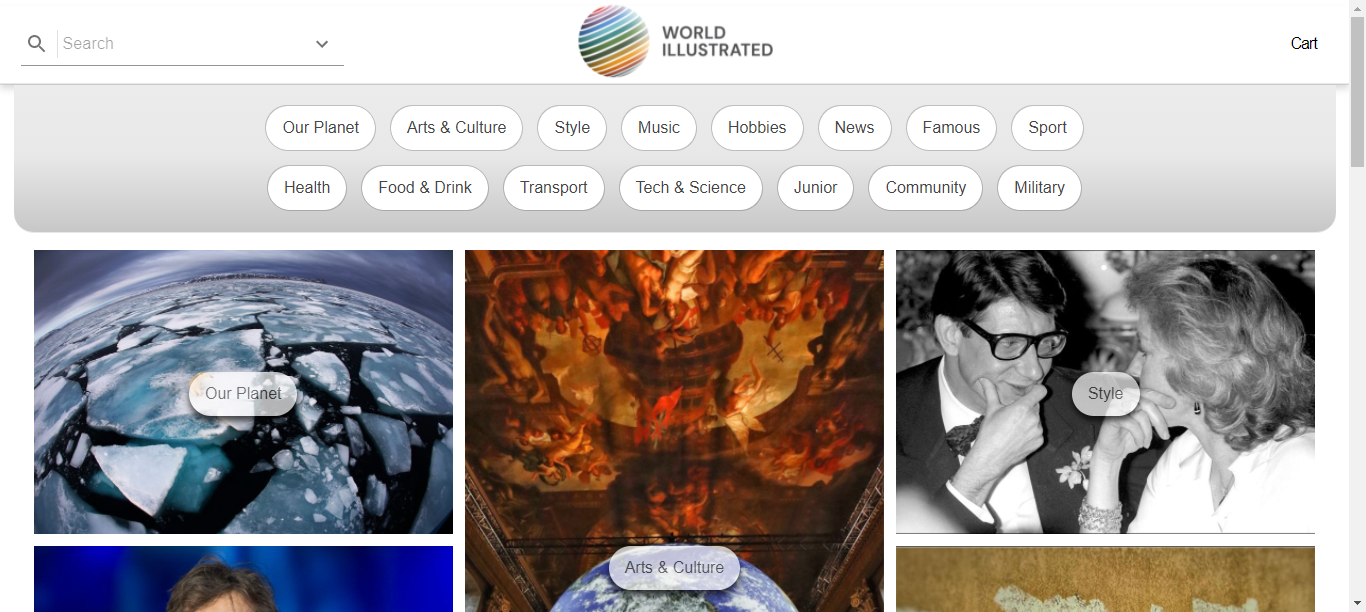 Search
WORLD
ILLUSTRATED
Cart
Our Planet
Arts & Culture
Style
Music
Hobbies
News
Famous
Sport
Health
Food & Drink
Transport
Tech & Science
Junior
Community
Military
Our Planet
Style
Arts & Culture